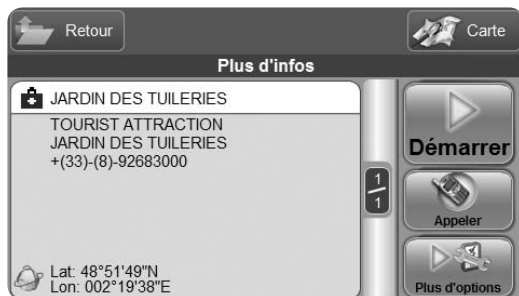 Retour
Carte
Plus d'infos
JARDIN DES TUILERIES
TOURIST ATTRACTION
JARDIN DES TUILERIES
+(33)-(8)-92683000
Démarrer
1
1
Appeler
Lat: 48°51'49"N
Lon: 002°19'38"E
Plus d'options